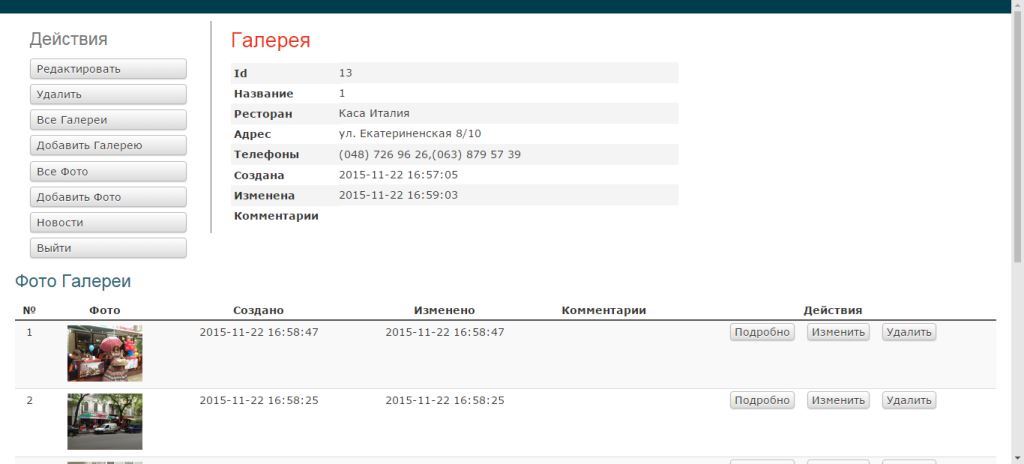 Действия
Редактировать
Удалить
Все Галереи
Добавить Галерею
Все Фото
Добавить Фото
Новости
Выйти
Галерея
Id 13
Название 1
Ресторан Каса Италия
Адрес ул. Екатериненская 8/10
Телефоны (048) 726 96 26,(063) 879 57 39
Создана 2015-11-22 16:57:05
Изменена 2015-11-22 16:59:03
Комментарии
Фото Галереи
№ Фото Создано Изменено Комментарии Действия
1 2015-11-22 16:58:47 2015-11-22 16:58:47 Подробно Изменить Удалить
2 2015-11-22 16:58:25 2015-11-22 16:58:25 Подробно Изменить Удалить